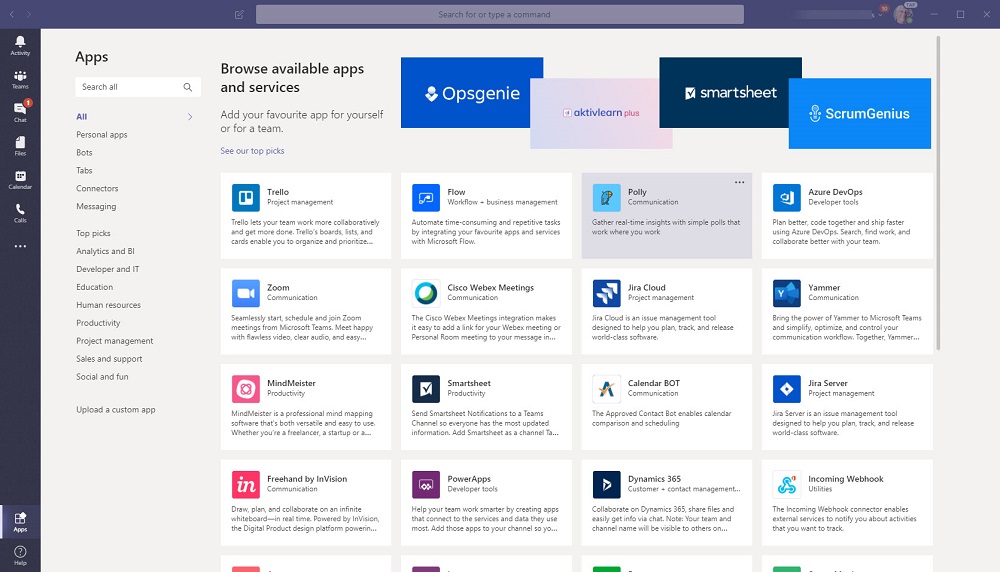 Search for or type a command
10
Activity
Teams
1
Chat
Files
Calendar
Calls
Apps
Help
Apps
Search all
All
Personal apps
Bots
Tabs
Connectors
Messaging
Top picks
Analytics and BI
Developer and IT
Education
Human resources
Productivity
Project management
Sales and support
Social and fun
Upload a custom app
Browse available apps
and services
Add your favourite app for yourself
or for a team.
See our top picks
Opsgenie
aktivlearn plus
smartsheet
ScrumGenius
Trello
Project management
Trello lets your team work more collaboratively
and get more done. Trello's boards, lists, and
cards enable you to organize and prioritize...
Flow
Workflow + business management
Automate time-consuming and repetitive tasks
by integrating your favourite apps and services
with Microsoft Flow.
Polly
Communication
Gather real-time insights with simple polls that
work where you work
Azure DevOps
Developer tools
Plan better, code together and ship faster
using Azure DevOps. Search, find work, and
collaborate better with your team.
Zoom
Communication
Seamlessly start, schedule and join Zoom
meetings from Microsoft Teams. Meet happy
with flawless video, clear audio, and easy...
Cisco Webex Meetings
Communication
The Cisco Webex Meetings integration makes
it easy to add a link for your Webex meeting or
Personal Room meeting to your message in...
Jira Cloud
Project management
Jira Cloud is an issue management tool
designed to help you plan, track, and release
world-class software.
Yammer
Communication
Bring the power of Yammer to Microsoft Teams
and simplify, optimize, and control your
communication workflow. Together, Yammer...
MindMeister
Productivity
MindMeister is a professional mind mapping
software that's both versatile and easy to use.
Whether you're a freelancer, a startup or a...
Smartsheet
Productivity
Send Smartsheet Notifications to a Teams
Channel so everyone has the most updated
information. Add Smartsheet as a channel Ta...
Calendar BOT
Communication
The Approved Contact Bot enables calendar
comparison and scheduling
Jira Server
Project management
Jira Server is an issue management tool
designed to help you plan, track, and release
world-class software.
in
Freehand by InVision
Communication
Draw, plan, and collaborate on an infinite
whiteboard—in real time. Powered by InVision,
the Digital Product design platform powerin...
PowerApps
Developer tools
Help your team work smarter by creating apps
that connect to the services and data they use
most. Add those apps to your channel so yo...
Dynamics 365
Customer + contact management...
Collaborate on Dynamics 365, share files and
easily get info via chat. Note: Your team and
channel name will be visible to others on...
Incoming Webhook
Utilities
The Incoming Webhook connector enables
external services to notify you about activities
that you want to track.